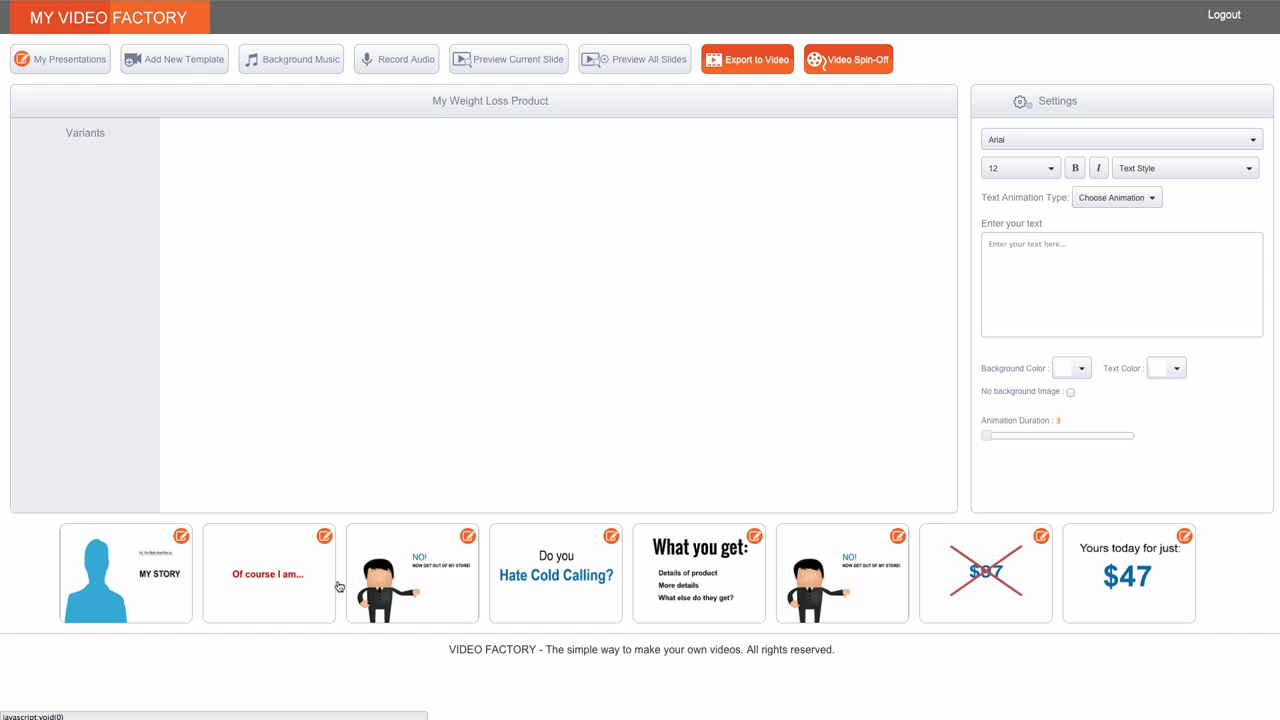 MY VIDEO FACTORY
Logout
My Presentations
Add New Template
Background Music
Record Audio
Preview Current Slide
Preview All Slides
Export to Video
Video Spin-Off
My Weight Loss Product
Settings
Variants
Arial
12
B
I
Text Style
Text Animation Type:
Choose Animation
Enter your text
Enter your text here...
Background Color :
Text Color :
No background Image :
Animation Duration : 3
MY STORY
Of course I am...
NO!
NOW GET OUT OF MY STORE!
Do you
Hate Cold Calling?
What you get:
Details of product
More details
What else do they get?
NO!
NOW GET OUT OF MY STORE!
$97
Yours today for just:
$47
VIDEO FACTORY - The simple way to make your own videos. All rights reserved.
javascript:void(0)